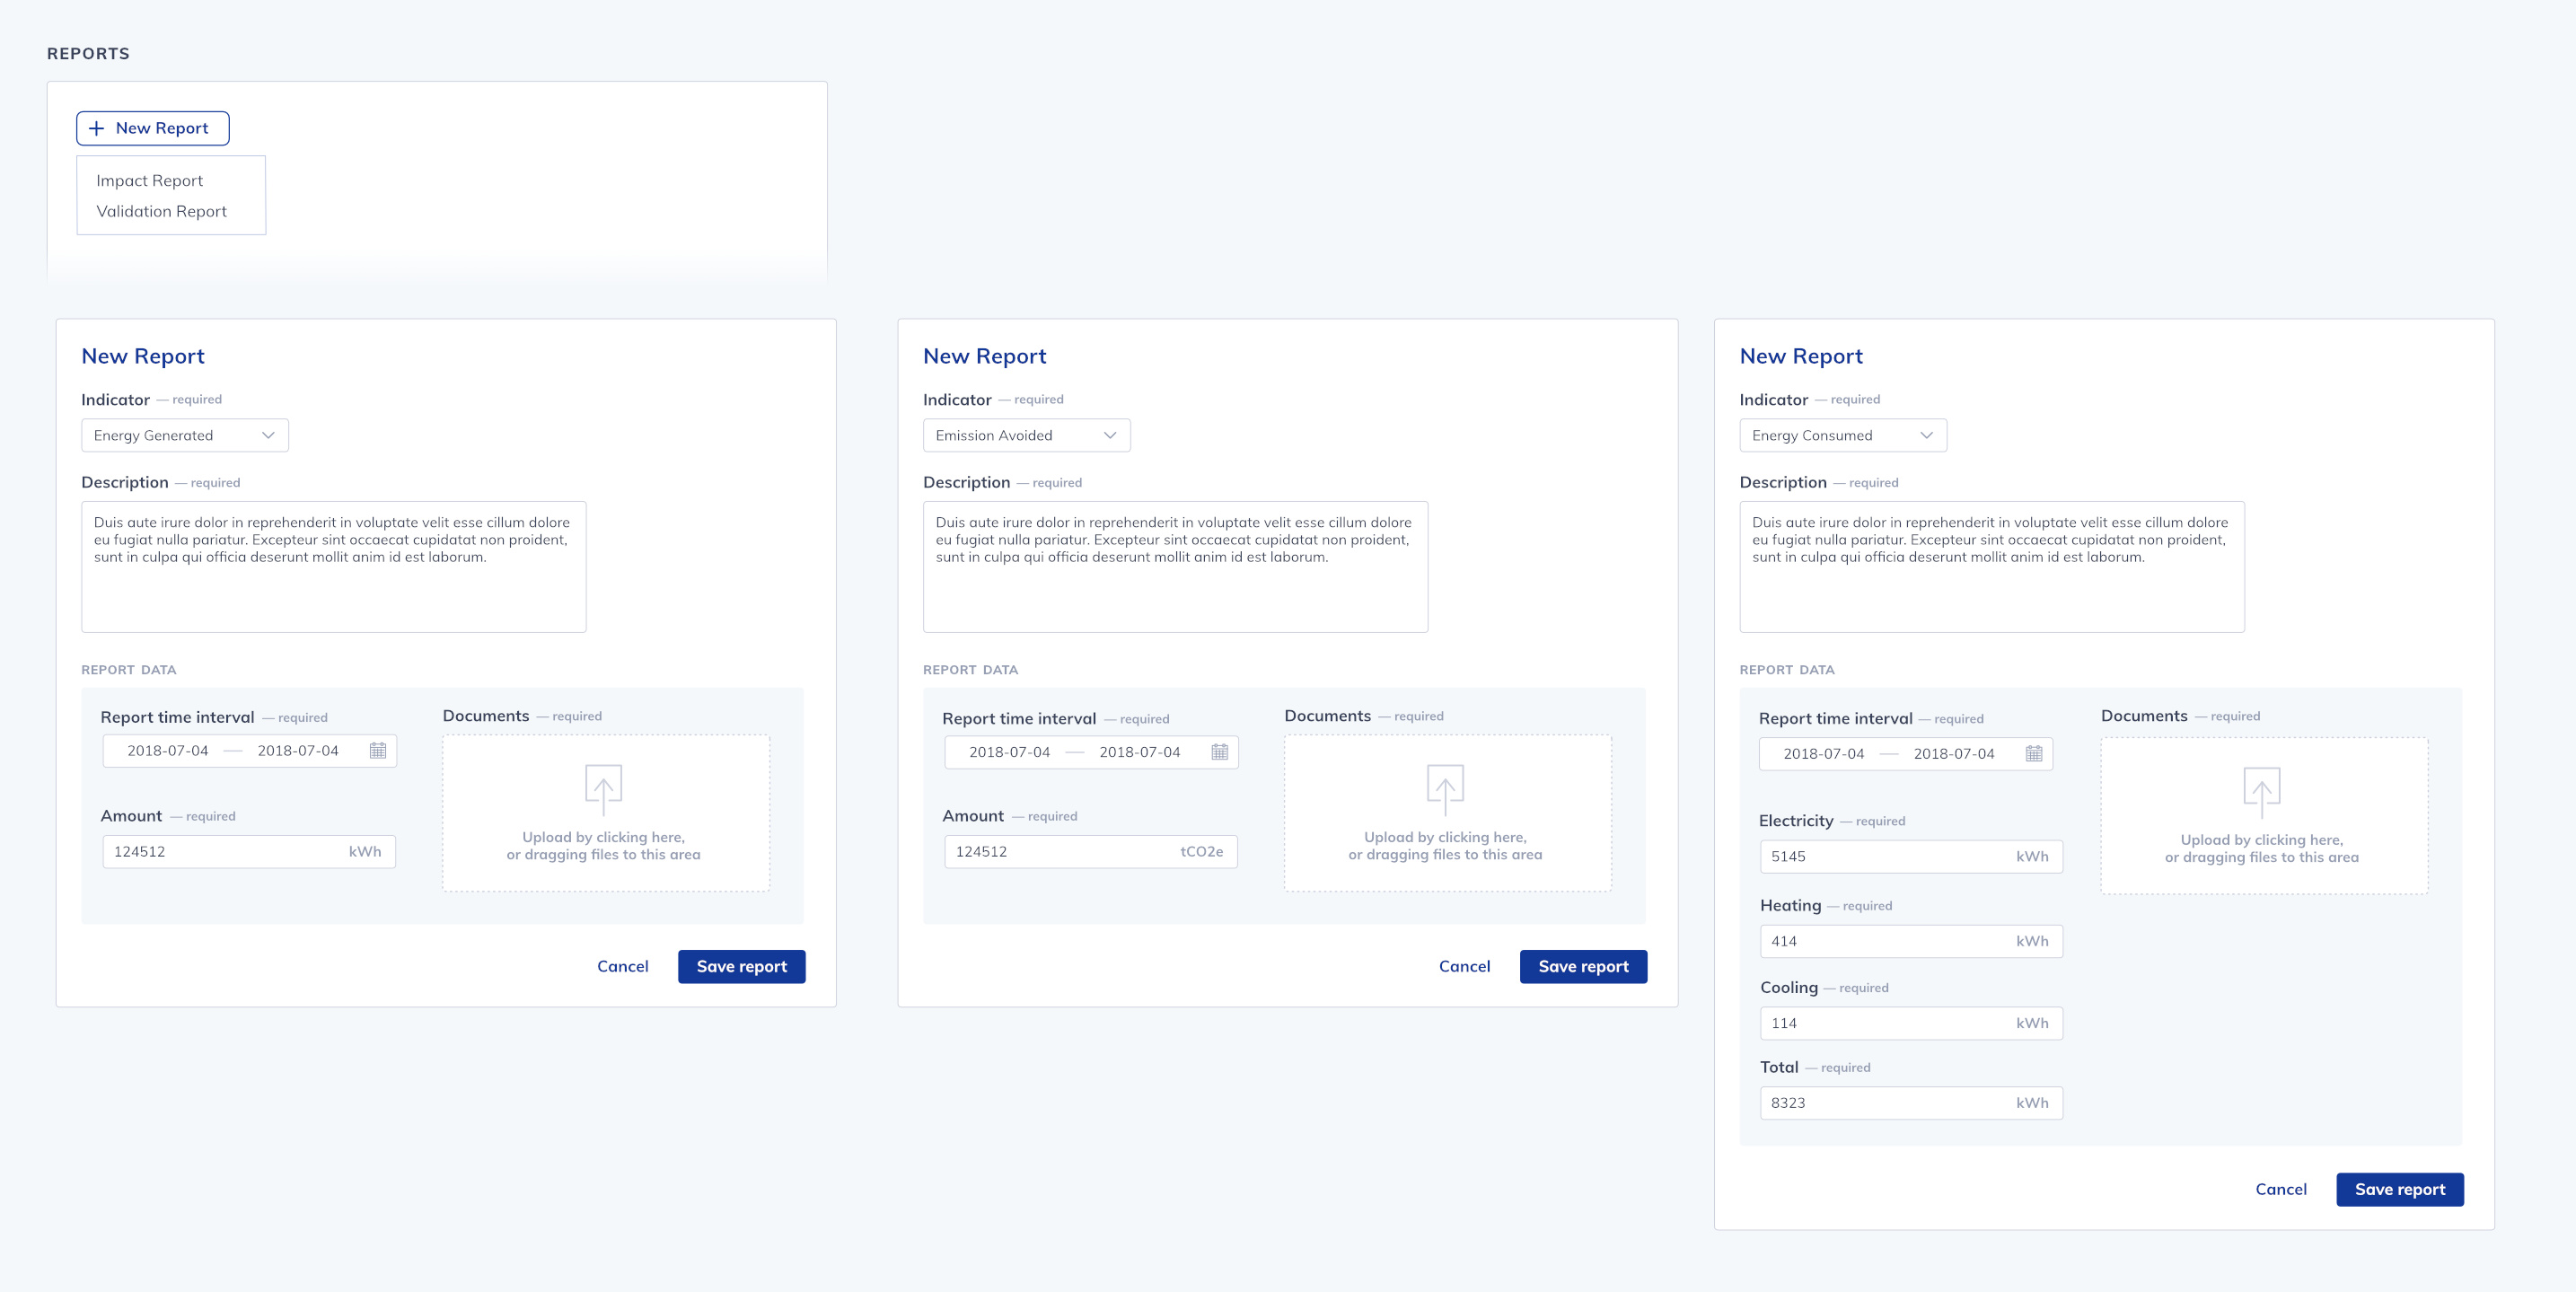 REPORTS
New Report
Impact Report
Validation Report
New Report
Indicator — required
Energy Generated
Description — required
Duis aute irure dolor in reprehenderit in voluptate velit esse cillum dolore
eu fugiat nulla pariatur. Excepteur sint occaecat cupidatat non proident,
sunt in culpa qui officia deserunt mollit anim id est laborum.
REPORT DATA
Report time interval — required
2018-07-04 — 2018-07-04
Amount — required
124512 kWh
Documents — required
Upload by clicking here,
or dragging files to this area
Cancel
Save report
New Report
Indicator — required
Emission Avoided
Description — required
Duis aute irure dolor in reprehenderit in voluptate velit esse cillum dolore
eu fugiat nulla pariatur. Excepteur sint occaecat cupidatat non proident,
sunt in culpa qui officia deserunt mollit anim id est laborum.
REPORT DATA
Report time interval — required
2018-07-04 — 2018-07-04
Amount — required
124512 tCO2e
Documents — required
Upload by clicking here,
or dragging files to this area
Cancel
Save report
New Report
Indicator — required
Energy Consumed
Description — required
Duis aute irure dolor in reprehenderit in voluptate velit esse cillum dolore
eu fugiat nulla pariatur. Excepteur sint occaecat cupidatat non proident,
sunt in culpa qui officia deserunt mollit anim id est laborum.
REPORT DATA
Report time interval — required
2018-07-04 — 2018-07-04
Electricity — required
5145 kWh
Heating — required
414 kWh
Cooling — required
114 kWh
Total — required
8323 kWh
Documents — required
Upload by clicking here,
or dragging files to this area
Cancel
Save report